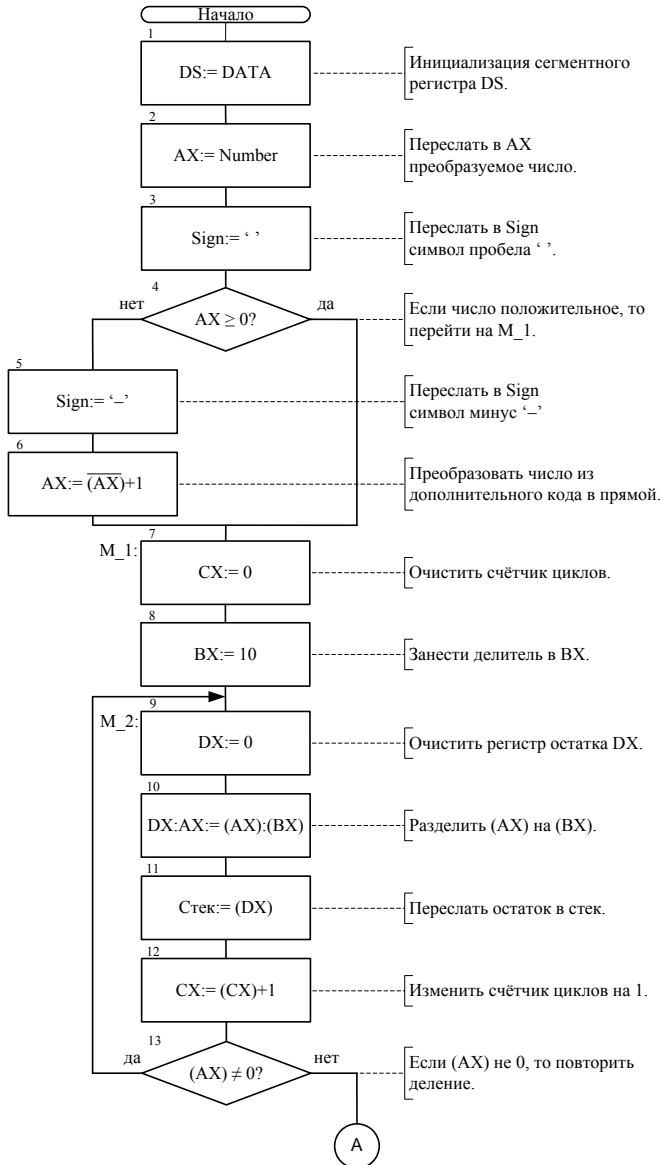 Начало
1
DS:= DATA
Инициализация сегментного
регистра DS.
2
AX:= Number
Переслать в AX
преобразуемое число.
3
Sign:= ‘ ’
Переслать в Sign
символ пробела ‘ ’.
4
нет
AX ≥ 0?
да
Если число положительное, то
перейти на M_1.
5
Sign:= ‘–’
Переслать в Sign
символ минус ‘–’
6
AX:= (A̅X̅)+1
Преобразовать число из
дополнительного кода в прямой.
7
M_1:
CX:= 0
Очистить счётчик циклов.
8
BX:= 10
Занести делитель в BX.
9
M_2:
DX:= 0
Очистить регистр остатка DX.
10
DX:AX:= (AX):(BX)
Разделить (AX) на (BX).
11
Стек:= (DX)
Переслать остаток в стек.
12
CX:= (CX)+1
Изменить счётчик циклов на 1.
13
да
(AX) ≠ 0?
нет
Если (AX) не 0, то повторить
деление.
A